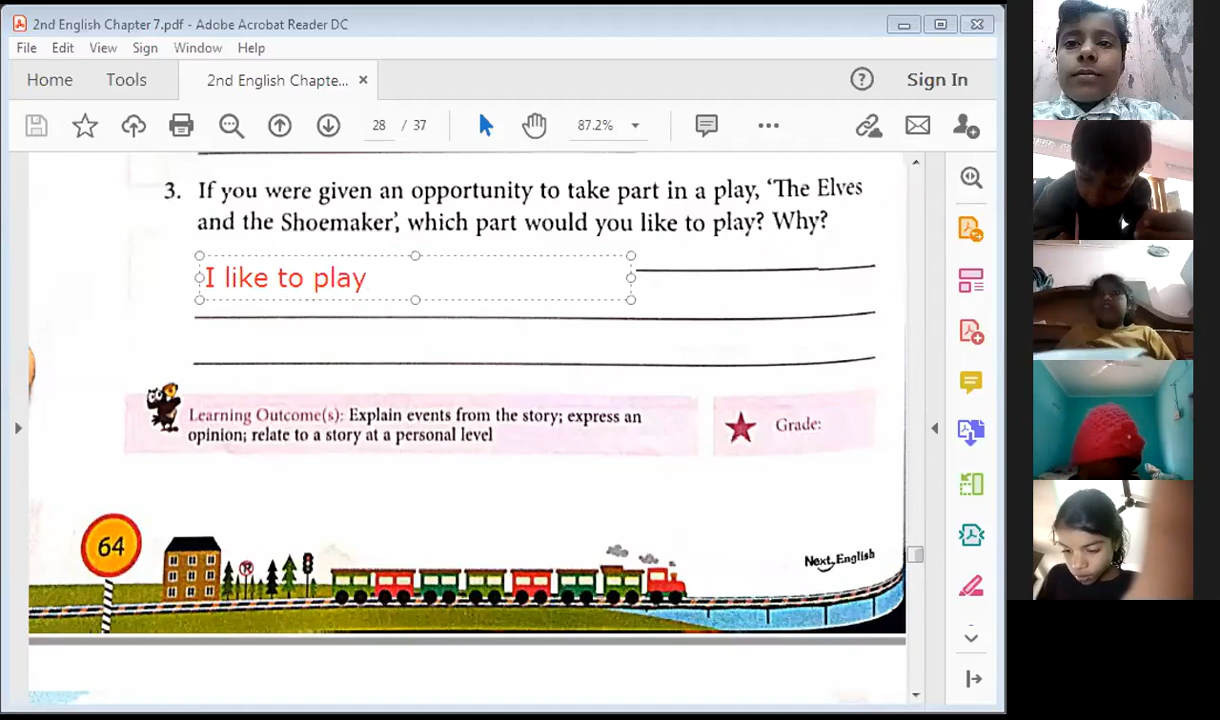 2nd English Chapter 7.pdf - Adobe Acrobat Reader DC
File Edit View Sign Window Help
Home Tools 2nd English Chapte... Sign In
28 / 37 87.2%
3. If you were given an opportunity to take part in a play, ‘The Elves
and the Shoemaker’, which part would you like to play? Why?
I like to play
Learning Outcome(s): Explain events from the story; express an
opinion; relate to a story at a personal level
Grade:
64
Next English